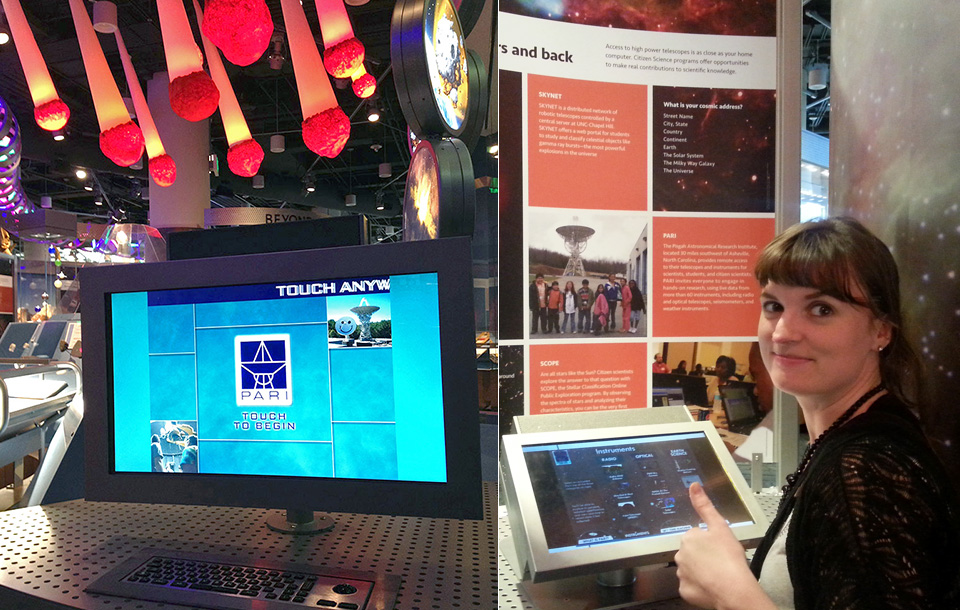 BEYOND
TOUCH ANYW
PARI
TOUCH
TO BEGIN
rs and back
Access to high power telescopes is as close as your home
computer. Citizen Science programs offer opportunities
to make real contributions to scientific knowledge.
SKYNET
SKYNET is a distributed network of
robotic telescopes controlled by a
central server at UNC-Chapel Hill.
SKYNET offers a web portal for students
to study and classify celestial objects like
gamma ray bursts—the most powerful
explosions in the universe
What is your cosmic address?
Street Name
City, State
Country
Continent
Earth
The Solar System
The Milky Way Galaxy
The Universe
PARI
The Pisgah Astronomical Research Institute,
located 30 miles southwest of Asheville,
North Carolina, provides remote access
to their telescopes and instruments for
scientists, students, and citizen scientists.
PARI invites everyone to engage in
hands-on research, using live data from
more than 60 instruments, including radio
and optical telescopes, seismometers, and
weather instruments
SCOPE
Are all stars like the Sun? Citizen scientists
explore the answer to that question with
SCOPE, the Stellar Classification Online
Public Exploration program. By observing
the spectra of stars and analyzing their
characteristics, you can be the very first
round
Instruments
RADIO
OPTICAL
EARTH
SCIENCE